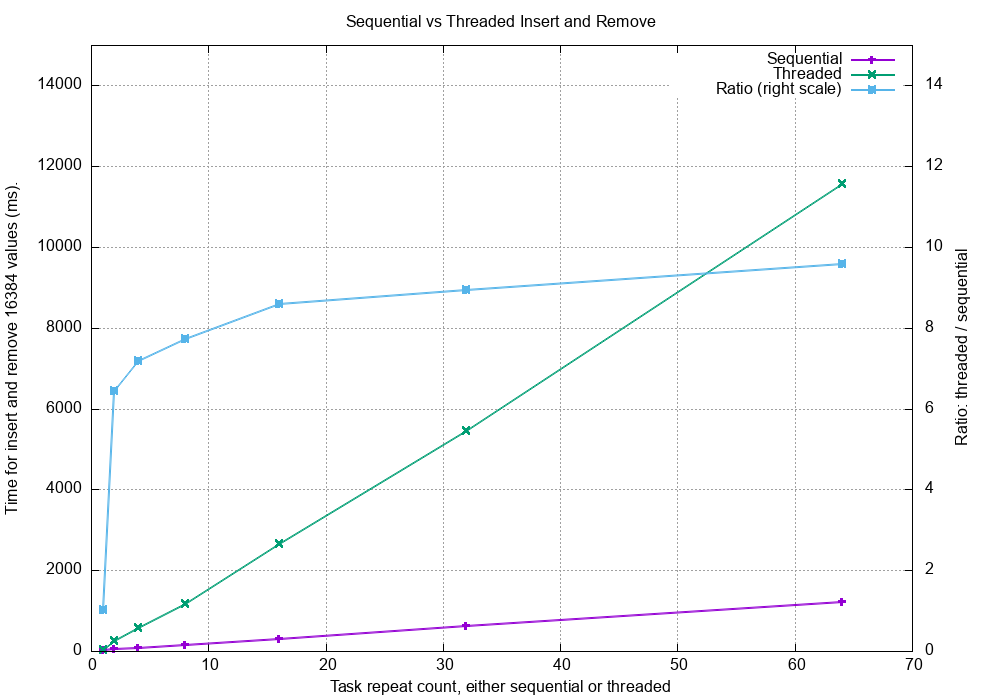 Sequential vs Threaded Insert and Remove
Sequential
Threaded
Ratio (right scale)
14000
12000
10000
8000
6000
4000
2000
0
Time for insert and remove 16384 values (ms).
14
12
10
8
6
4
2
0
Ratio: threaded / sequential
0 10 20 30 40 50 60 70
Task repeat count, either sequential or threaded